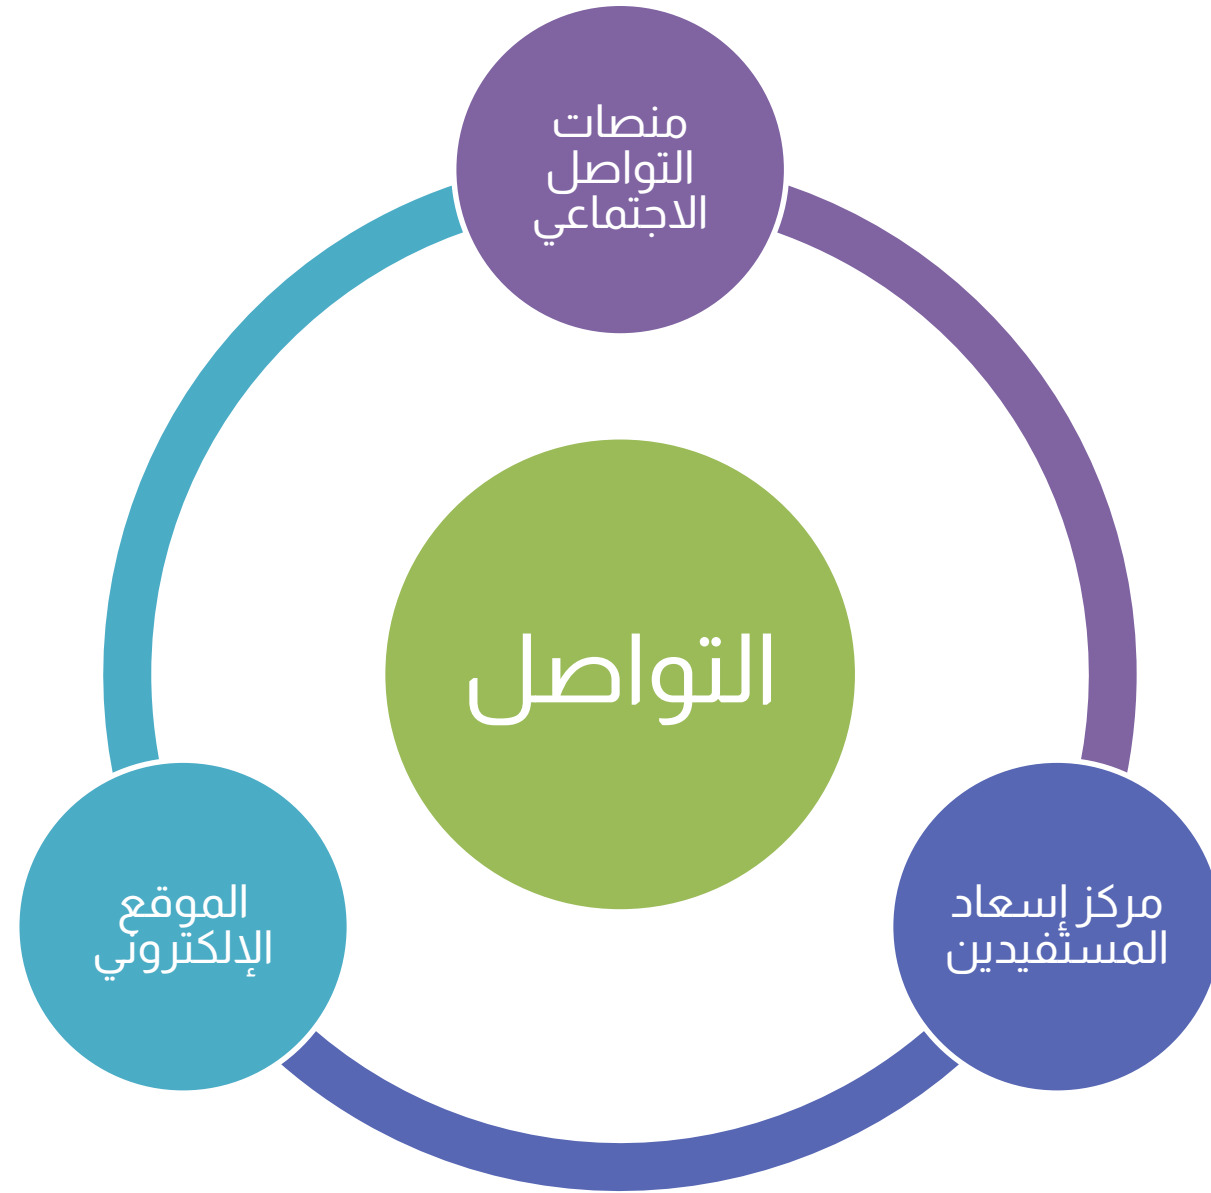 منصات
التواصل
الاجتماعي
التواصل
مركز إسعاد
المستفيدين
الموقع
الإلكتروني